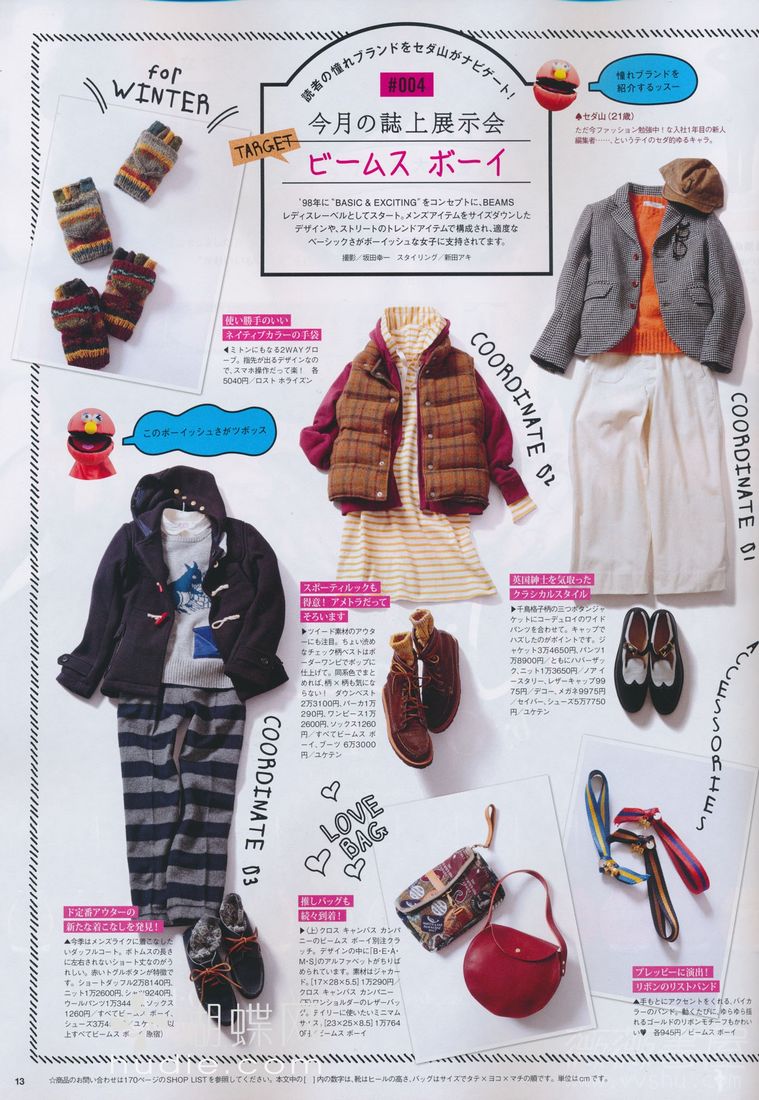 for
WINTER
読者の憧れブランドをセダ山がナビゲート!
#004
今月の誌上展示会
TARGET
ビームス ボーイ
'98年に“BASIC & EXCITING”をコンセプトに、BEAMS
レディスレーベルとしてスタート。メンズアイテムをサイズダウンした
デザインや、ストリートのトレンドアイテムで構成され、適度な
ベーシックさがボーイッシュな女子に支持されてます。
撮影/坂田幸一 スタイリング/新田アキ
憧れブランドを
紹介するッスー
♠セダ山(21歳)
ただ今ファッション勉強中!な入社1年目の新人
編集者……、というテイのセダ的ゆるキャラ。
使い勝手のいい
ネイティブカラーの手袋
◀ミトンにもなる2WAYグロ
ーブ。指先が出るデザインなの
で、スマホ操作だって楽! 各
5040円/ロスト ホライズン
このボーイッシュさがツボッス
COORDINATE 02
COORDINATE 01
スポーティルックも
得意! アメトラだって
そろいます
▶ツイード素材のアウタ
ーにも注目。ちょい渋め
なチェック柄ベストはボ
ーダーワンピでポップに
仕上げて。同系色でまと
めれば、柄×柄も気にな
らない! ダウンベスト
2万3100円、パーカ1万
290円、ワンピース1万
2600円、ソックス1260
円/すべてビームス ボ
ーイ、ブーツ 6万3000
円/ユケテン
英国紳士を気取った
クラシカルスタイル
▶千鳥格子柄の三つボタンジャ
ケットにコーデュロイのワイド
パンツを合わせて。キャップで
ハズしたのがポイントです。ジ
ャケット3万4650円、パンツ1
万8900円/ともにハバーザッ
ク、ニット1万3650円/ノアイ
ースタリー、レザーキャップ99
75円/デコー、メガネ9975円
/セイバー、シューズ5万7750
円/ユケテン
COORDINATE 03
ACCESSORIES
LOVE
BAG
ド定番アウターの
新たな着こなしを発見!
▲今季はメンズライクに着こなした
いダッフルコート。ボトムスの長さ
に左右されないショート丈なのがう
れしい。赤いトグルボタンが特徴で
す。ショートダッフル2万8140円、
ニット1万2600円、シャツ9240円、
ウールパンツ1万344
1260円/すべてビームス ボーイ、
シューズ3万4
上すべてビームス ボーイ 原宿)
推しバッグも
続々到着!
▶(上)クロス キャンバス カンパ
ニーのビームス ボーイ別注クラ
ッチ。デザインの中に「B・E・A・
M・S」のアルファベットがちりば
められています。素材はジャカー
ド。[17×28×5.5]1万290円/
クロス キャンバス カンパニー
(下)ワンショルダーのレザーバッ
グ。デイリーに使いたいミニマム
サイズ。[23×25×8.5]1万764
0円/ビームス ボーイ
プレッピーに演出!
リボンのリストバンド
▲手もとにアクセントをくれる、バイカ
ラーのバンド。動くたびに、ゆらゆら揺
れるゴールドのリボンモチーフもかわい
い♥ 各945円/ビームス ボーイ
13
☆商品のお問い合わせは170ページのSHOP LISTを参照してください。本文中の[ ]内の数字は、靴はヒールの高さ、バッグはサイズでタテ×ヨコ×マチの順です。単位はcmです。
nudie.com